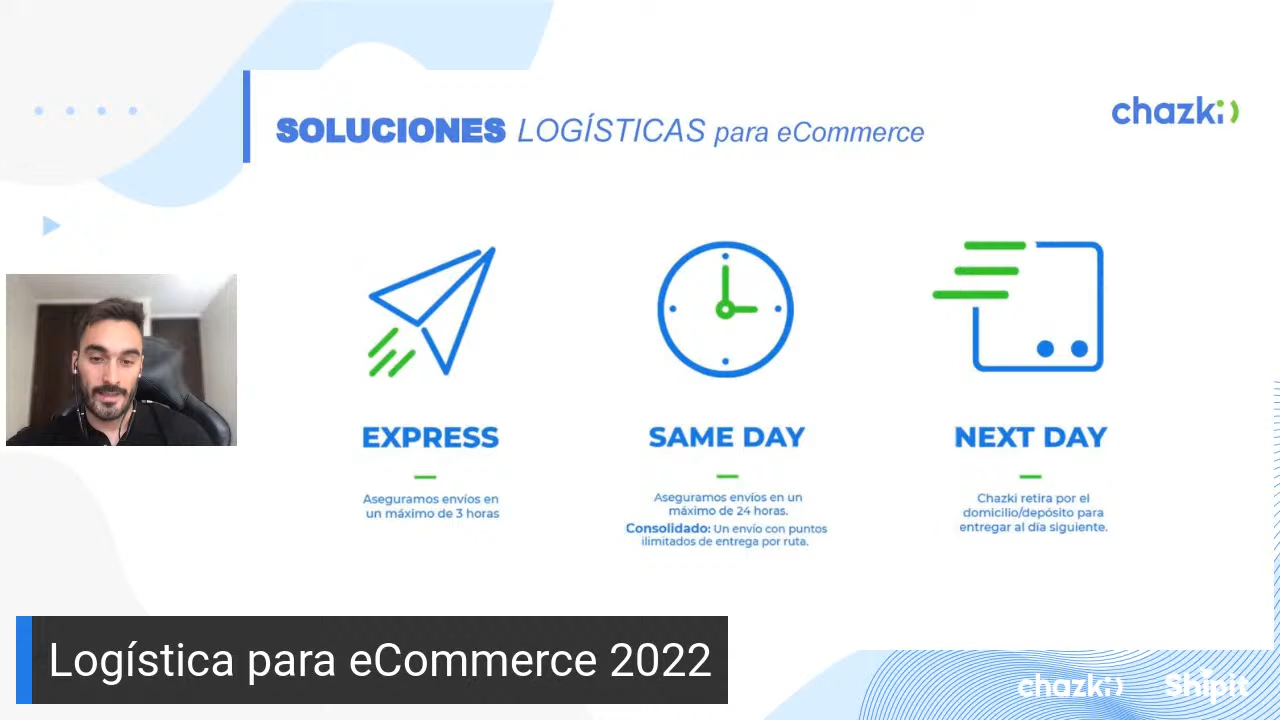 SOLUCIONES LOGÍSTICAS para eCommerce
chazki
EXPRESS
Aseguramos envíos en
un máximo de 3 horas
SAME DAY
Aseguramos envíos en un
máximo de 24 horas.
Consolidado: Un envío con puntos
ilimitados de entrega por ruta.
NEXT DAY
Chazki retira por el
domicilio/depósito para
entregar al día siguiente.
Logística para eCommerce 2022
chazki
Shipit